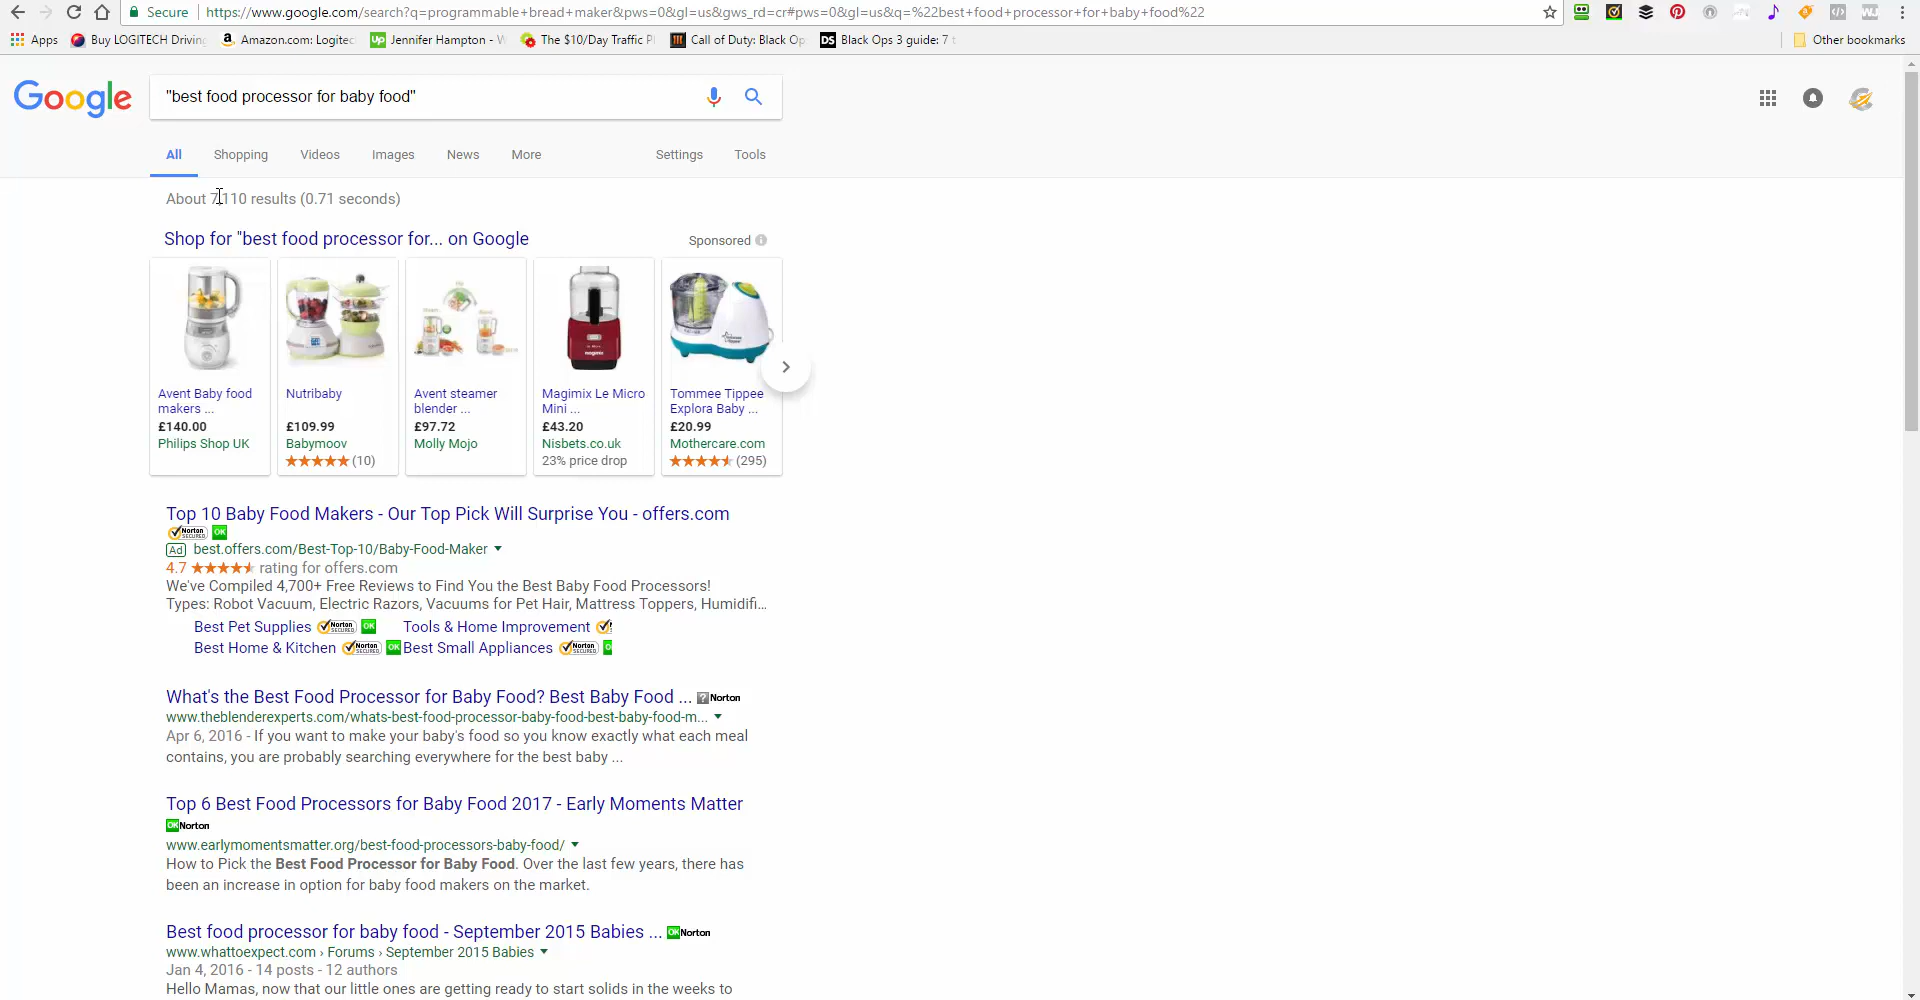 Secure https://www.google.com/search?q=programmable+bread+maker&pws=0&gl=us&gws_rd=cr#pws=0&gl=us&q=%22best+food+processor+for+baby+food%22
Apps Buy LOGITECH Driving Amazon.com: Logitec Jennifer Hampton - W The $10/Day Traffic P Call of Duty: Black Op Black Ops 3 guide: 7 t Other bookmarks
Google "best food processor for baby food"
All Shopping Videos Images News More Settings Tools
About 7,110 results (0.71 seconds)
Shop for "best food processor for... on Google Sponsored
Avent Baby food makers ...
£140.00
Philips Shop UK
Nutribaby
£109.99
Babymoov
(10)
Avent steamer blender ...
£97.72
Molly Mojo
Magimix Le Micro Mini ...
£43.20
Nisbets.co.uk
23% price drop
Tommee Tippee Explora Baby ...
£20.99
Mothercare.com
(295)
Top 10 Baby Food Makers - Our Top Pick Will Surprise You - offers.com
Norton SECURED OK
Ad best.offers.com/Best-Top-10/Baby-Food-Maker
4.7 rating for offers.com
We've Compiled 4,700+ Free Reviews to Find You the Best Baby Food Processors!
Types: Robot Vacuum, Electric Razors, Vacuums for Pet Hair, Mattress Toppers, Humidifi...
Best Pet Supplies Norton SECURED OK Tools & Home Improvement
Best Home & Kitchen Norton SECURED OK Best Small Appliances Norton SECURED
What's the Best Food Processor for Baby Food? Best Baby Food ... ? Norton
www.theblenderexperts.com/whats-best-food-processor-baby-food-best-baby-food-m...
Apr 6, 2016 - If you want to make your baby's food so you know exactly what each meal
contains, you are probably searching everywhere for the best baby ...
Top 6 Best Food Processors for Baby Food 2017 - Early Moments Matter
OK Norton
www.earlymomentsmatter.org/best-food-processors-baby-food/
How to Pick the Best Food Processor for Baby Food. Over the last few years, there has
been an increase in option for baby food makers on the market.
Best food processor for baby food - September 2015 Babies ... OK Norton
www.whattoexpect.com › Forums › September 2015 Babies
Jan 4, 2016 - 14 posts - 12 authors
Hello Mamas, now that our little ones are getting ready to start solids in the weeks to